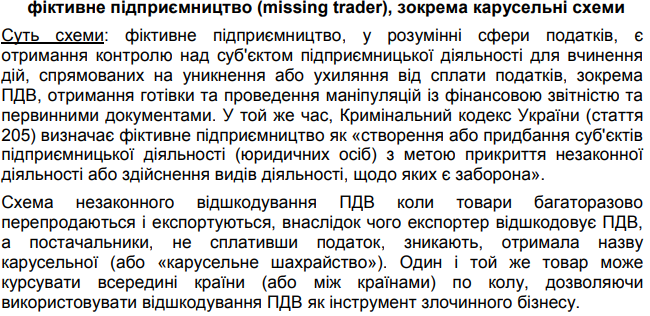 фіктивне підприємництво (missing trader), зокрема карусельні схеми
Суть схеми: фіктивне підприємництво, у розумінні сфери податків, є
отримання контролю над суб'єктом підприємницької діяльності для вчинення
дій, спрямованих на уникнення або ухиляння від сплати податків, зокрема
ПДВ, отримання готівки та проведення маніпуляцій із фінансовою звітністю та
первинними документами. У той же час, Кримінальний кодекс України (стаття
205) визначає фіктивне підприємництво як «створення або придбання суб'єктів
підприємницької діяльності (юридичних осіб) з метою прикриття незаконної
діяльності або здійснення видів діяльності, щодо яких є заборона».
Схема незаконного відшкодування ПДВ коли товари багаторазово
перепродаються і експортуються, внаслідок чого експортер відшкодовує ПДВ,
а постачальники, не сплативши податок, зникають, отримала назву
карусельної (або «карусельне шахрайство»). Один і той же товар може
курсувати всередині країни (або між країнами) по колу, дозволяючи
використовувати відшкодування ПДВ як інструмент злочинного бізнесу.